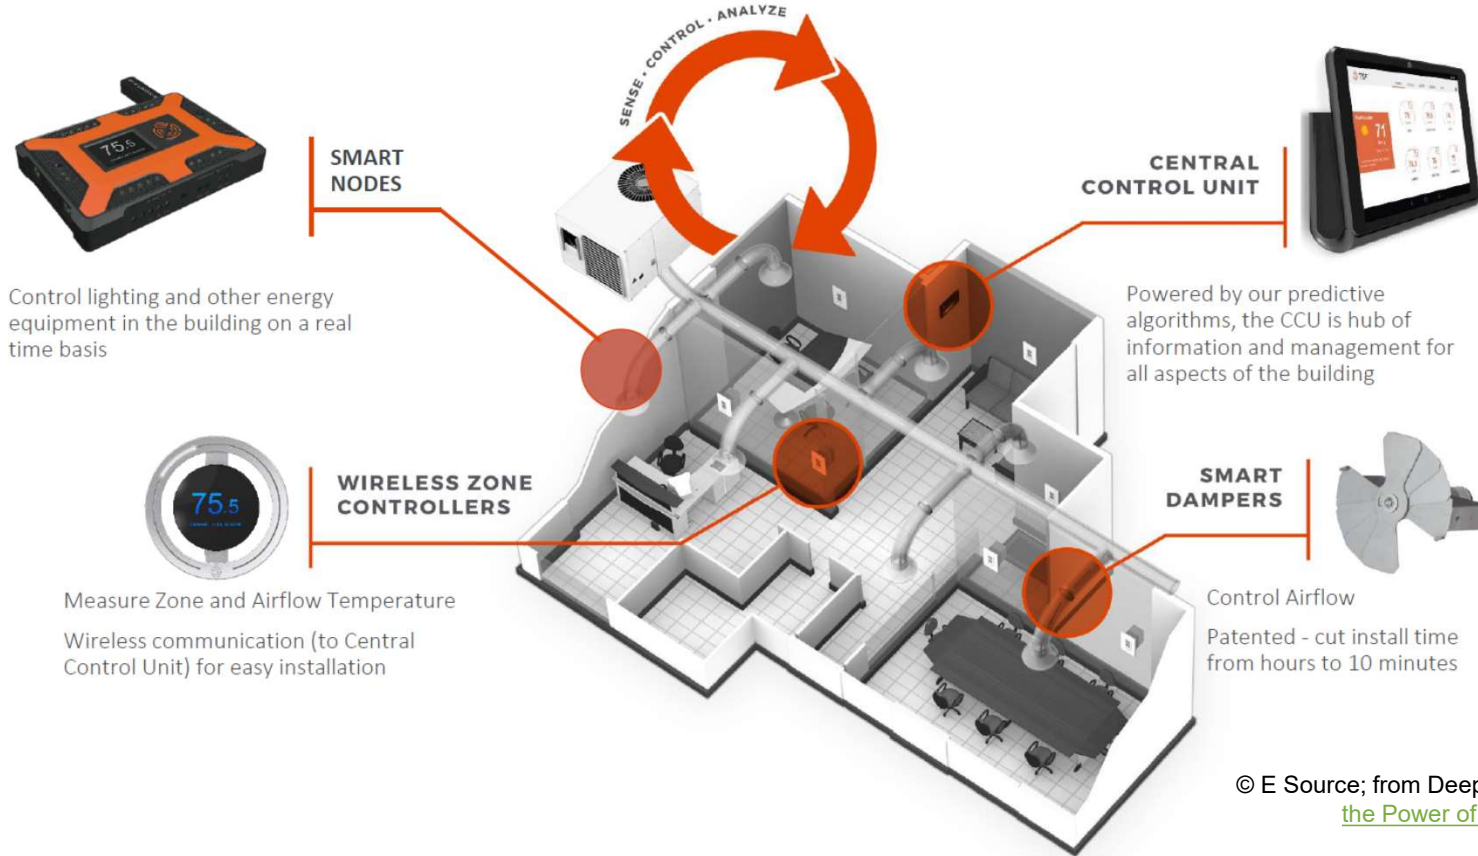 SENSE · CONTROL · ANALYZE
75.5
SMART
NODES
Control lighting and other energy
equipment in the building on a real
time basis
CENTRAL
CONTROL UNIT
71
Powered by our predictive
algorithms, the CCU is hub of
information and management for
all aspects of the building
75.5
WIRELESS ZONE
CONTROLLERS
Measure Zone and Airflow Temperature
Wireless communication (to Central
Control Unit) for easy installation
SMART
DAMPERS
Control Airflow
Patented - cut install time
from hours to 10 minutes
© E Source; from Deep
the Power of